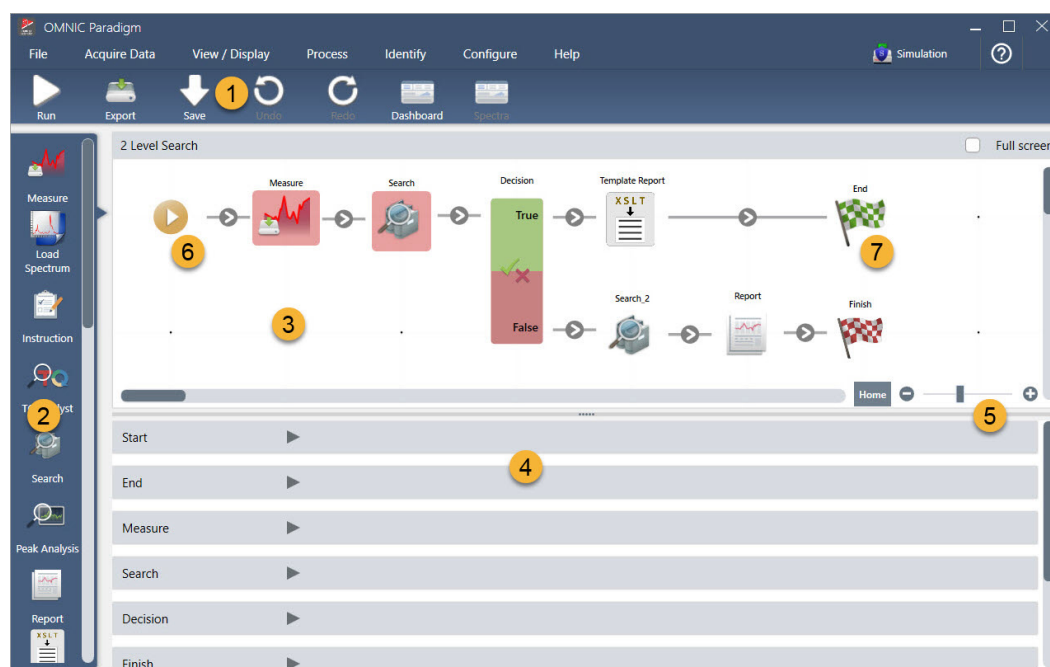 OMNIC Paradigm
File Acquire Data View / Display Process Identify Configure Help Simulation ?
Run Export Save 1 Undo Redo Dashboard Spectra
2 Level Search Full screen
Measure
Load
Spectrum
Instruction
2
Search
Peak Analysis
Report
XSLT
Measure Search Decision Template Report End
True XSLT
6 7
3
False Search_2 Report Finish
Home 5
Start
End 4
Measure
Search
Decision
Finish